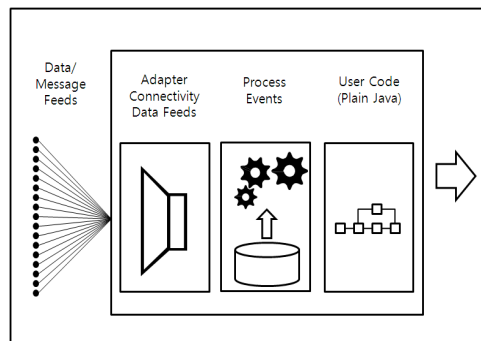 Data/
Message
Feeds
Adapter
Connectivity
Data Feeds
Process
Events
User Code
(Plain Java)